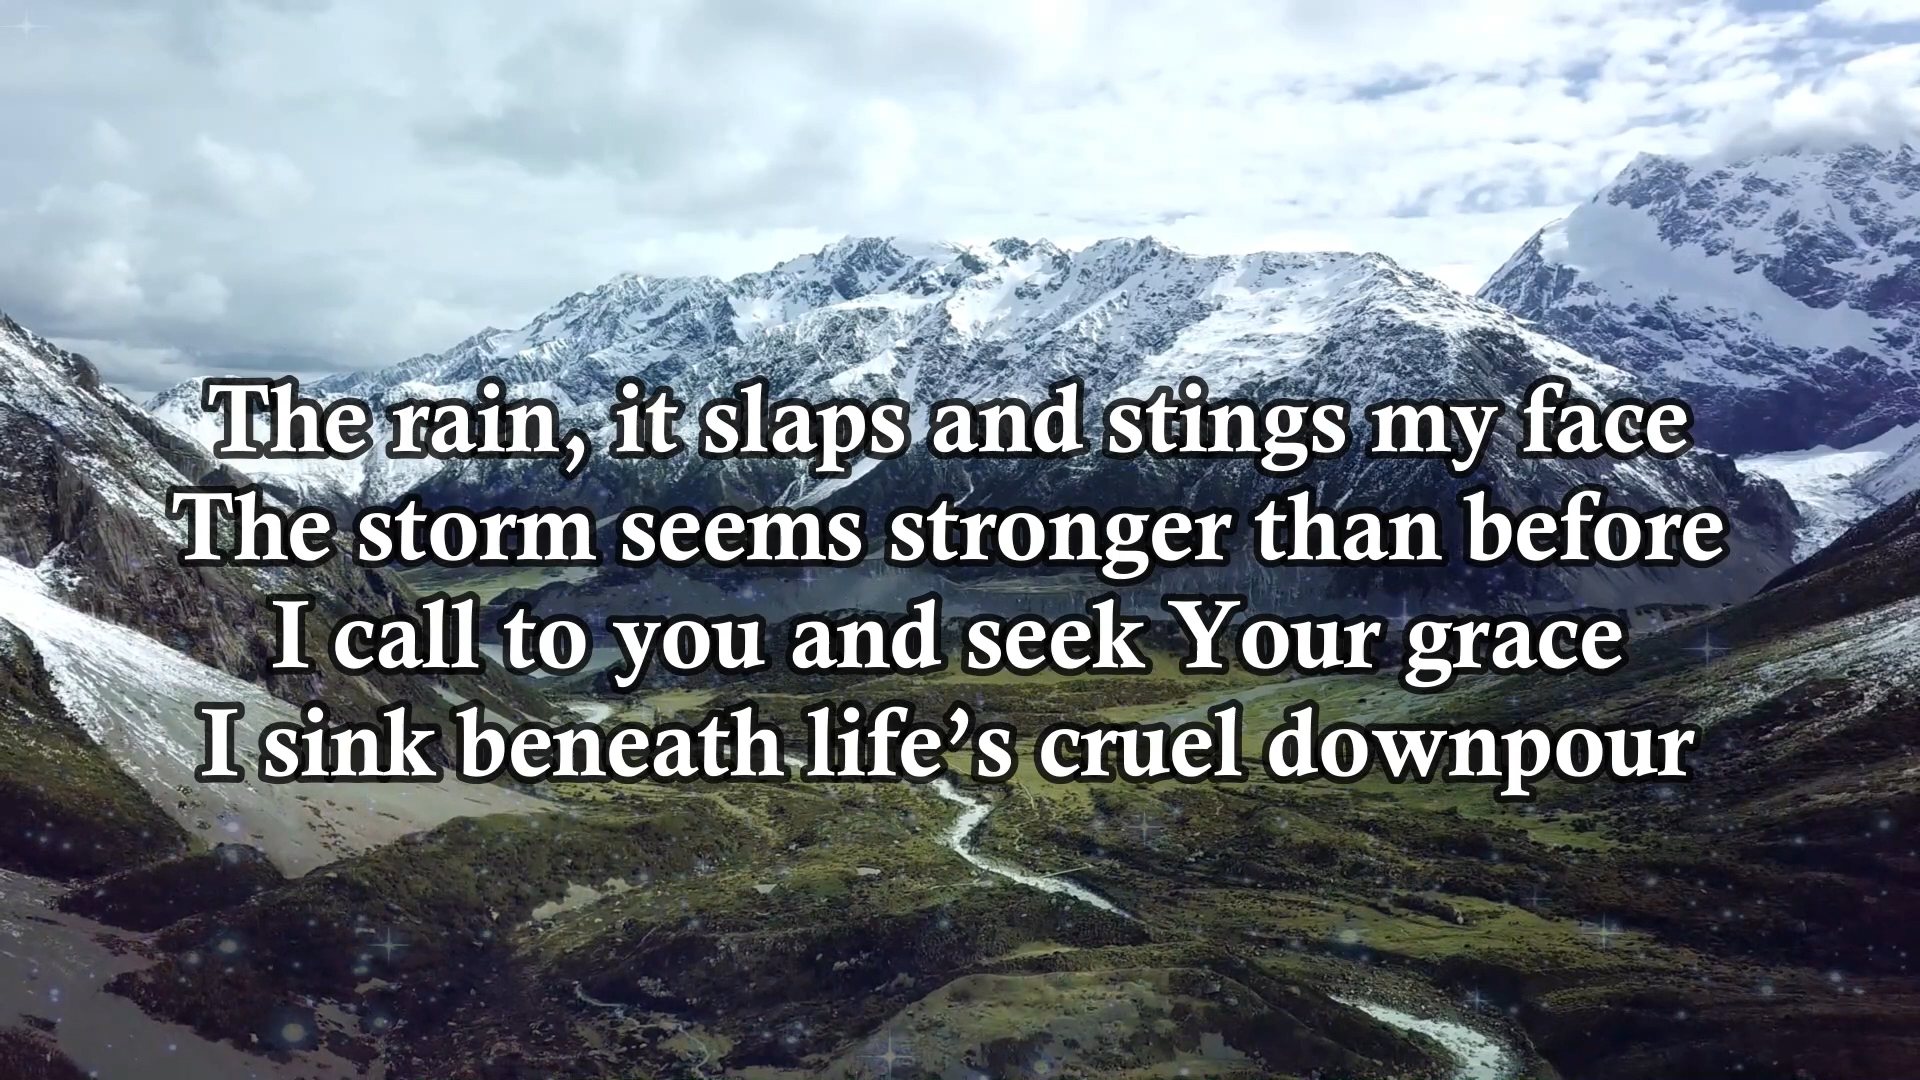 The rain, it slaps and stings my face
The storm seems stronger than before
I call to you and seek Your grace
I sink beneath life’s cruel downpour